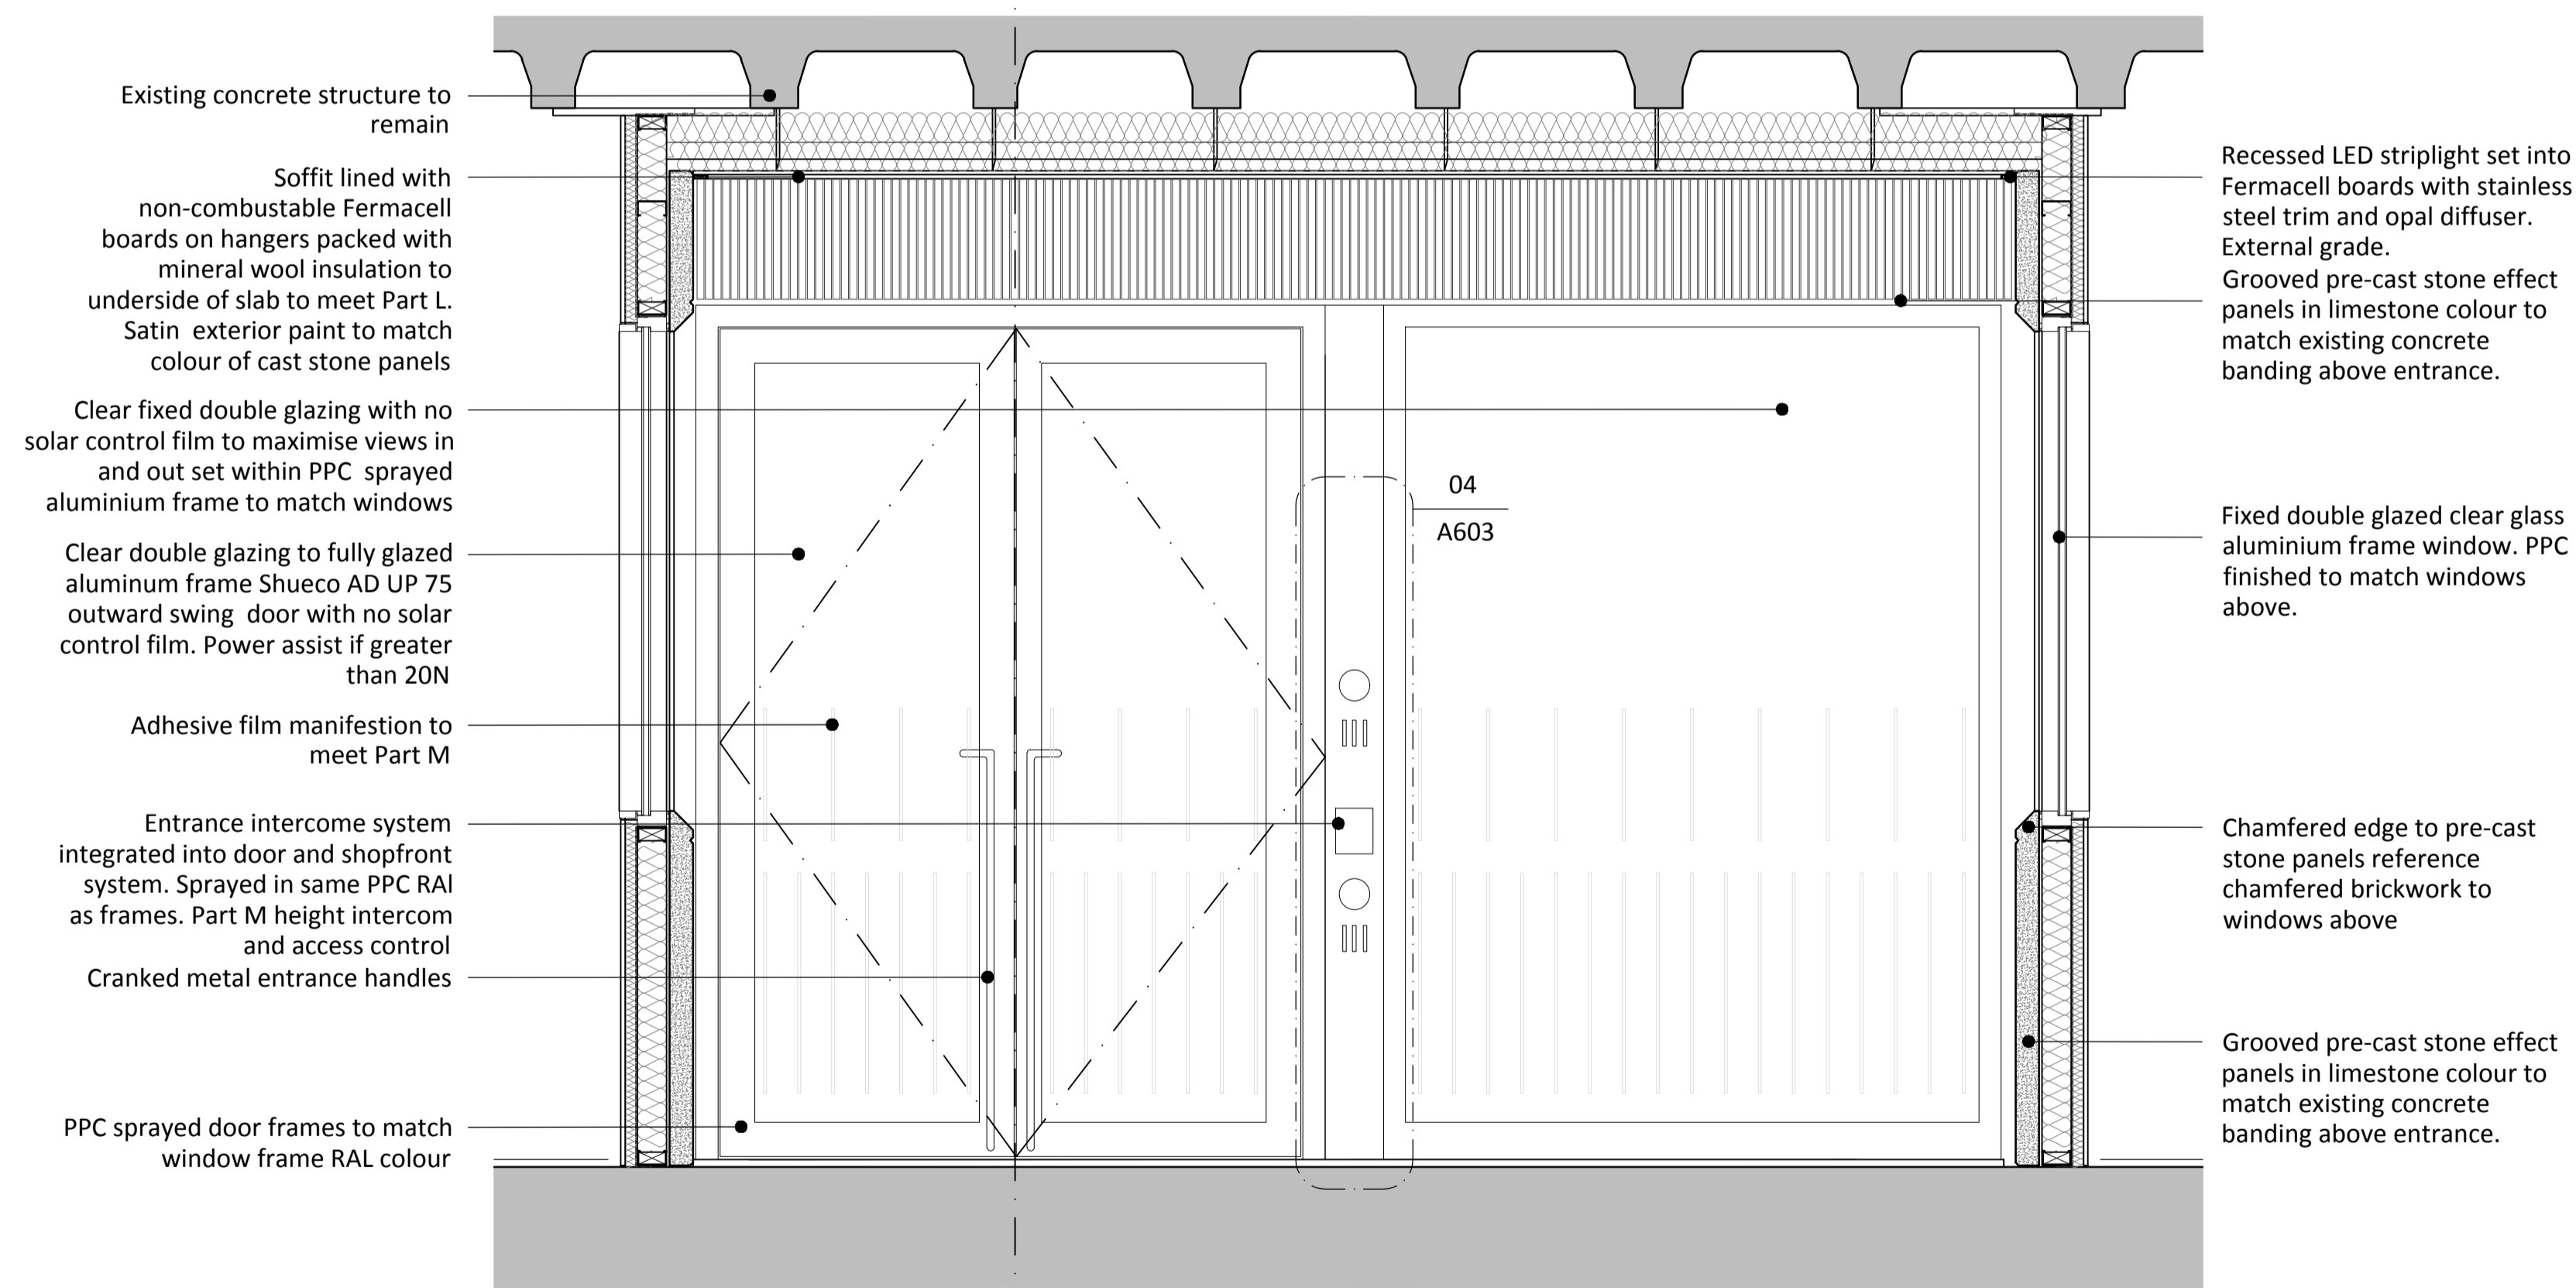 Existing concrete structure to
remain
Soffit lined with
non-combustable Fermacell
boards on hangers packed with
mineral wool insulation to
underside of slab to meet Part L.
Satin exterior paint to match
colour of cast stone panels
Clear fixed double glazing with no
solar control film to maximise views in
and out set within PPC sprayed
aluminium frame to match windows
Clear double glazing to fully glazed
aluminum frame Shueco AD UP 75
outward swing door with no solar
control film. Power assist if greater
than 20N
Adhesive film manifestion to
meet Part M
Entrance intercome system
integrated into door and shopfront
system. Sprayed in same PPC RAl
as frames. Part M height intercom
and access control
Cranked metal entrance handles
PPC sprayed door frames to match
window frame RAL colour
04
A603
Recessed LED striplight set into
Fermacell boards with stainless
steel trim and opal diffuser.
External grade.
Grooved pre-cast stone effect
panels in limestone colour to
match existing concrete
banding above entrance.
Fixed double glazed clear glass
aluminium frame window. PPC
finished to match windows
above.
Chamfered edge to pre-cast
stone panels reference
chamfered brickwork to
windows above
Grooved pre-cast stone effect
panels in limestone colour to
match existing concrete
banding above entrance.